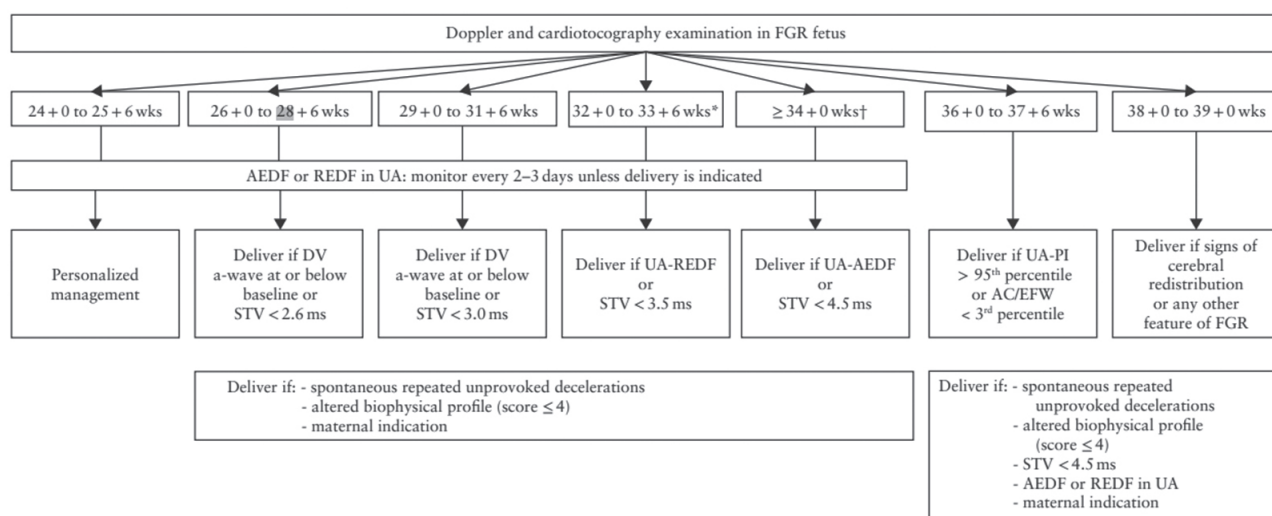 Doppler and cardiotocography examination in FGR fetus
24 + 0 to 25 + 6 wks
26 + 0 to 28 + 6 wks
29 + 0 to 31 + 6 wks
32 + 0 to 33 + 6 wks*
≥ 34 + 0 wks†
36 + 0 to 37 + 6 wks
38 + 0 to 39 + 0 wks
AEDF or REDF in UA: monitor every 2–3 days unless delivery is indicated
Personalized
management
Deliver if DV
a-wave at or below
baseline or
STV < 2.6 ms
Deliver if DV
a-wave at or below
baseline or
STV < 3.0 ms
Deliver if UA-REDF
or
STV < 3.5 ms
Deliver if UA-AEDF
or
STV < 4.5 ms
Deliver if UA-PI
> 95th percentile
or AC/EFW
< 3rd percentile
Deliver if signs of
cerebral
redistribution
or any other
feature of FGR
Deliver if: - spontaneous repeated unprovoked decelerations
- altered biophysical profile (score ≤ 4)
- maternal indication
Deliver if: - spontaneous repeated
unprovoked decelerations
- altered biophysical profile
(score ≤ 4)
- STV < 4.5 ms
- AEDF or REDF in UA
- maternal indication